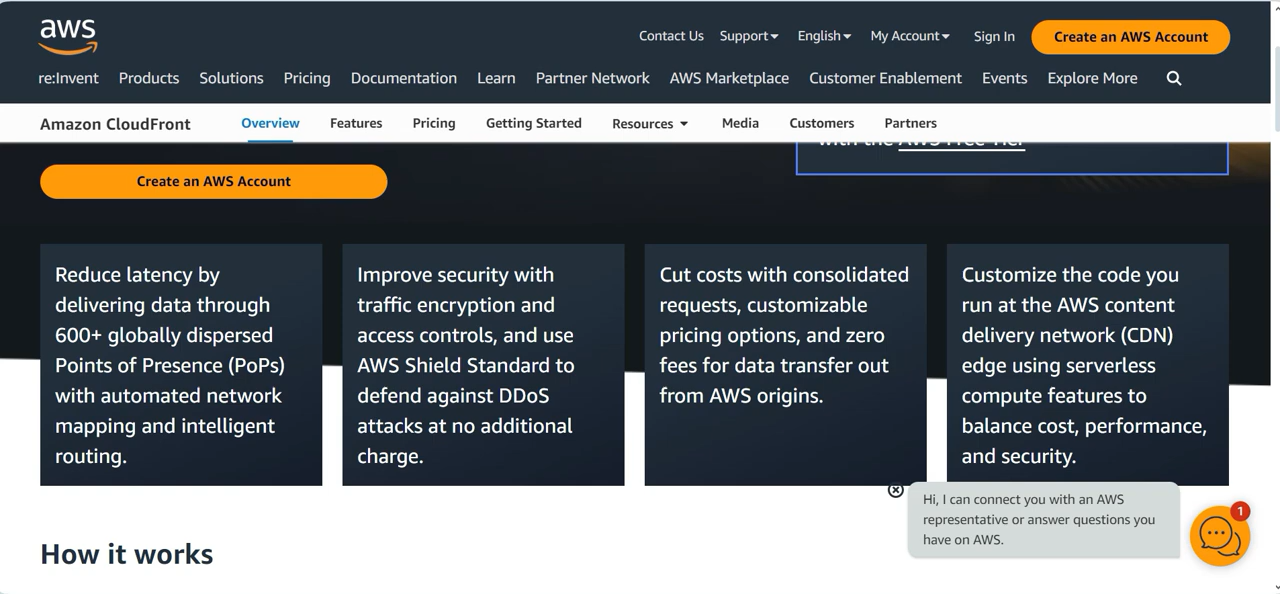 aws
Contact Us Support English My Account Sign In Create an AWS Account
re:Invent Products Solutions Pricing Documentation Learn Partner Network AWS Marketplace Customer Enablement Events Explore More
Amazon CloudFront Overview Features Pricing Getting Started Resources Media Customers Partners
with the AWS Free Tier
Create an AWS Account
Reduce latency by
delivering data through
600+ globally dispersed
Points of Presence (PoPs)
with automated network
mapping and intelligent
routing.
Improve security with
traffic encryption and
access controls, and use
AWS Shield Standard to
defend against DDoS
attacks at no additional
charge.
Cut costs with consolidated
requests, customizable
pricing options, and zero
fees for data transfer out
from AWS origins.
Customize the code you
run at the AWS content
delivery network (CDN)
edge using serverless
compute features to
balance cost, performance,
and security.
Hi, I can connect you with an AWS
representative or answer questions you
have on AWS.
1
How it works